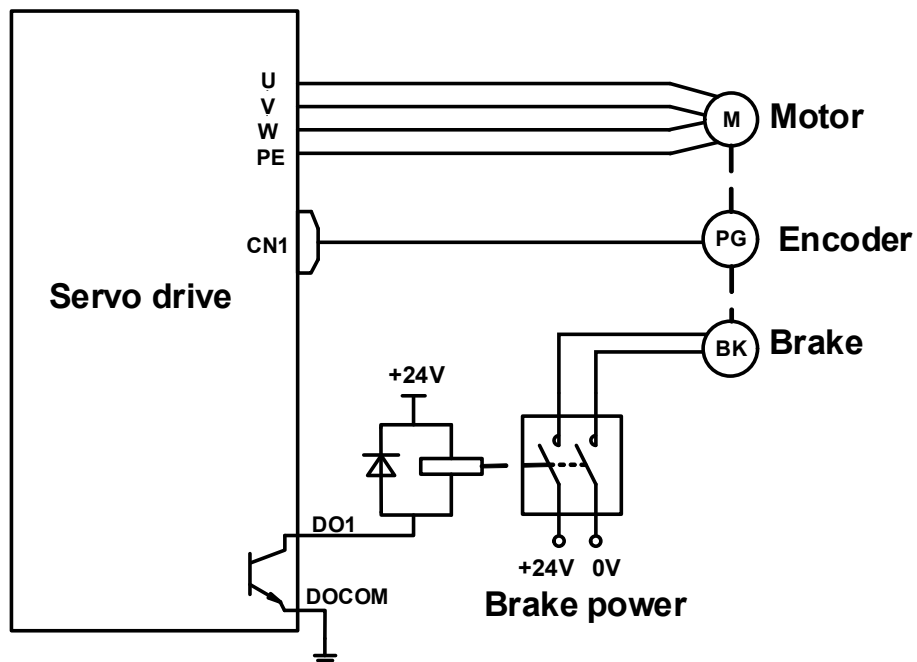 U
V
W
PE
M
Motor
CN1
PG
Encoder
Servo drive
BK
Brake
+24V
DO1
DOCOM
+24V 0V
Brake power